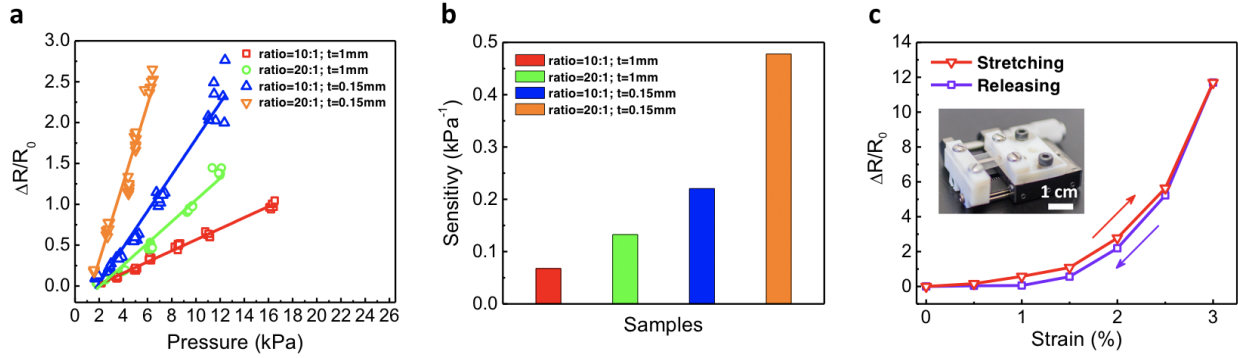 a
ΔR/R0
3.0
2.5
2.0
1.5
1.0
0.5
0.0
0 2 4 6 8 10 12 14 16 18 20 22 24 26
Pressure (kPa)
ratio=10:1; t=1mm
ratio=20:1; t=1mm
ratio=10:1; t=0.15mm
ratio=20:1; t=0.15mm
b
Sensitivy (kPa-1)
0.5
0.4
0.3
0.2
0.1
0.0
Samples
ratio=10:1; t=1mm
ratio=20:1; t=1mm
ratio=10:1; t=0.15mm
ratio=20:1; t=0.15mm
c
ΔR/R0
14
12
10
8
6
4
2
0
0 1 2 3
Strain (%)
Stretching
Releasing
1 cm